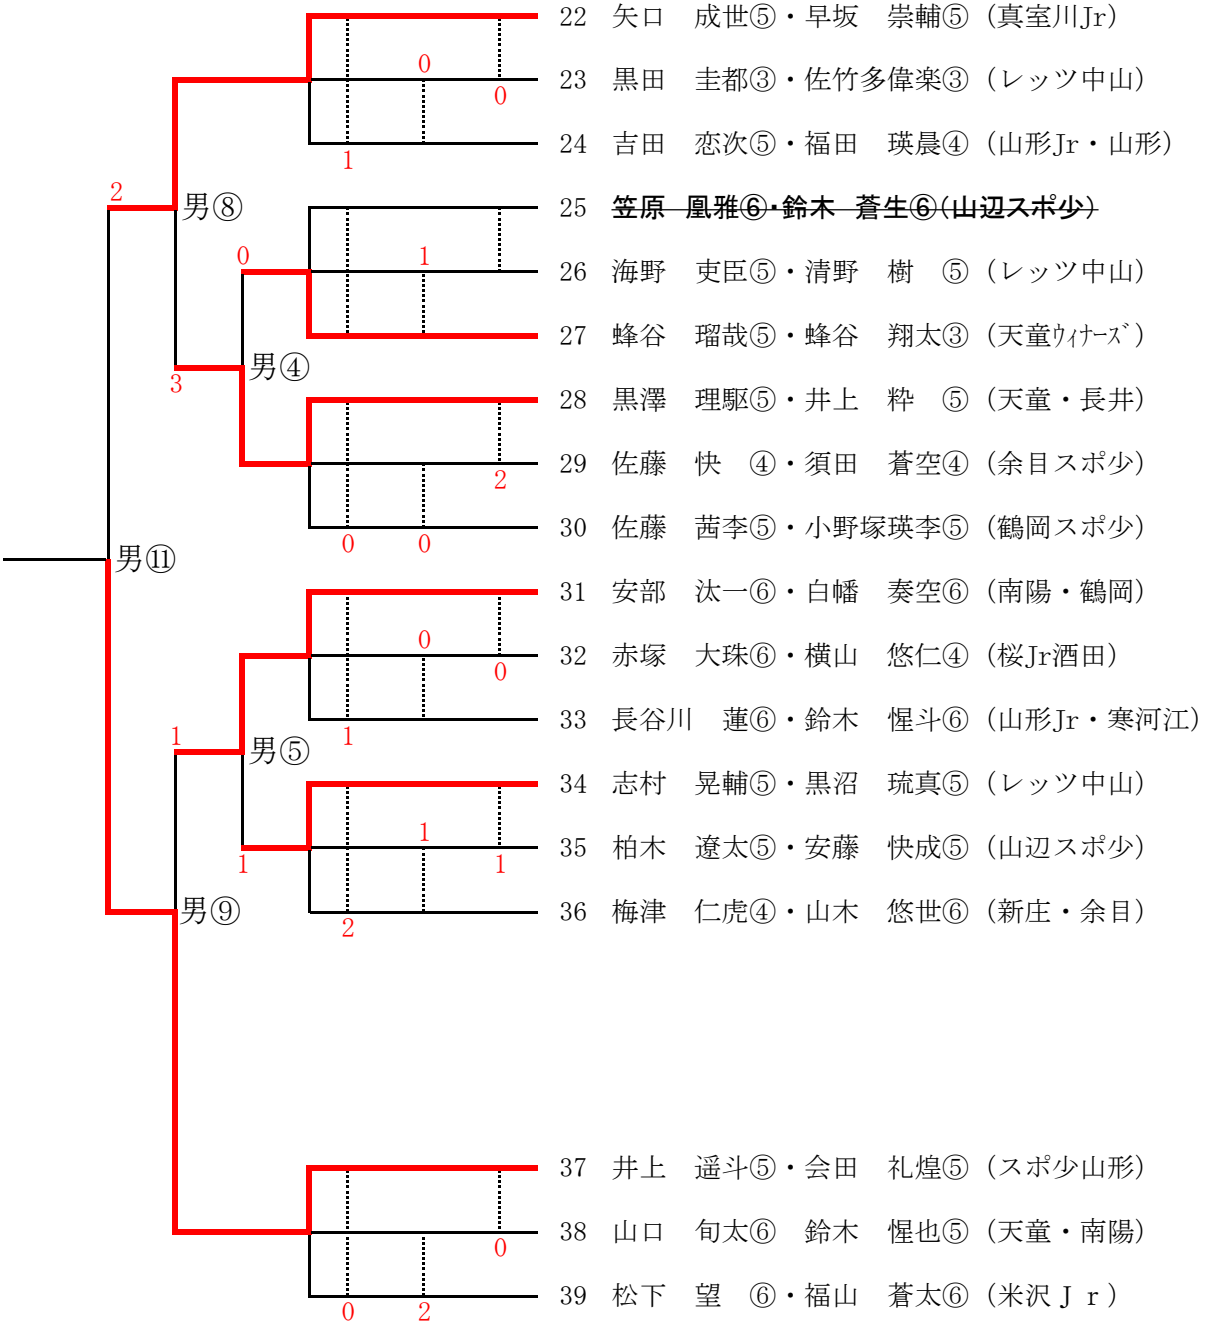 22 矢口 成世⑤・早坂 崇輔⑤（真室川Jr）
0
23 黒田 圭都③・佐竹多偉楽③（レッツ中山）
0
24 吉田 恋次⑤・福田 瑛晨④（山形Jr・山形）
1
2
男⑧
25 笠原 凰雅⑥・鈴木 蒼生⑥（山辺スポ少）
0
1
26 海野 吏臣⑤・清野 樹 ⑤（レッツ中山）
27 蜂谷 瑠哉⑤・蜂谷 翔太③（天童ウィナーズ）
男④
3
28 黒澤 理駆⑤・井上 粋 ⑤（天童・長井）
29 佐藤 快 ④・須田 蒼空④（余目スポ少）
2
30 佐藤 茜李⑤・小野塚瑛李⑤（鶴岡スポ少）
0 0
男⑪
31 安部 汰一⑥・白幡 奏空⑥（南陽・鶴岡）
0
32 赤塚 大珠⑥・横山 悠仁④（桜Jr酒田）
0
33 長谷川 蓮⑥・鈴木 惺斗⑥（山形Jr・寒河江）
1
1
男⑤
34 志村 晃輔⑤・黒沼 琉真⑤（レッツ中山）
1
35 柏木 遼太⑤・安藤 快成⑤（山辺スポ少）
1
1
男⑨
36 梅津 仁虎④・山木 悠世⑥（新庄・余目）
2
37 井上 遥斗⑤・会田 礼煌⑤（スポ少山形）
38 山口 旬太⑥ 鈴木 惺也⑤（天童・南陽）
0
39 松下 望 ⑥・福山 蒼太⑥（米沢Ｊｒ）
0 2